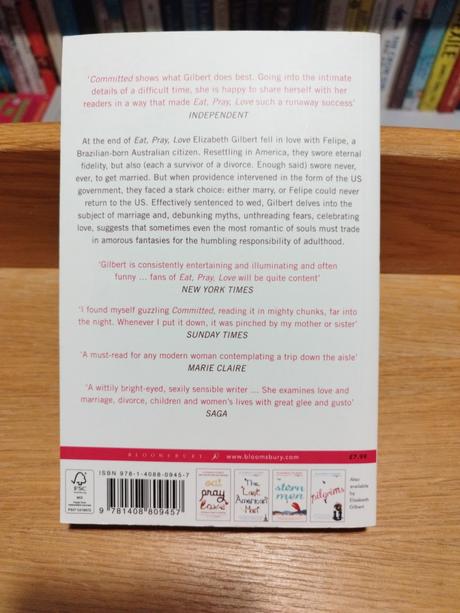 'Committed shows what Gilbert does best. Going into the intimate
details of a difficult time, she is happy to share herself with her
readers in a way that made Eat, Pray, Love such a runaway success'
INDEPENDENT
At the end of Eat, Pray, Love Elizabeth Gilbert fell in love with Felipe, a
Brazilian-born Australian citizen. Resettling in America, they swore eternal
fidelity, but also (each a survivor of a divorce. Enough said) swore never,
ever, to get married. But when providence intervened in the form of the US
government, they faced a stark choice: either marry, or Felipe could never
return to the US. Effectively sentenced to wed, Gilbert delves into the
subject of marriage and, debunking myths, unthreading fears, celebrating
love, suggests that sometimes even the most romantic of souls must trade
in amorous fantasies for the humbling responsibility of adulthood.
'Gilbert is consistently entertaining and illuminating and often
funny ... fans of Eat, Pray, Love will be quite content'
NEW YORK TIMES
'I found myself guzzling Committed, reading it in mighty chunks, far into
the night. Whenever I put it down, it was pinched by my mother or sister'
SUNDAY TIMES
'A must-read for any modern woman contemplating a trip down the aisle'
MARIE CLAIRE
'A wittily bright-eyed, sexily sensible writer ... She examines love and
marriage, divorce, children and women's lives with great glee and gusto'
SAGA
BLOOMSBURY www.bloomsbury.com £7.99
FSC
ISBN 978-1-4088-0945-7
9 781408 809457
eat pray love
The Last American Man
stern men
pilgrims
Also
available
by
Elizabeth
Gilbert